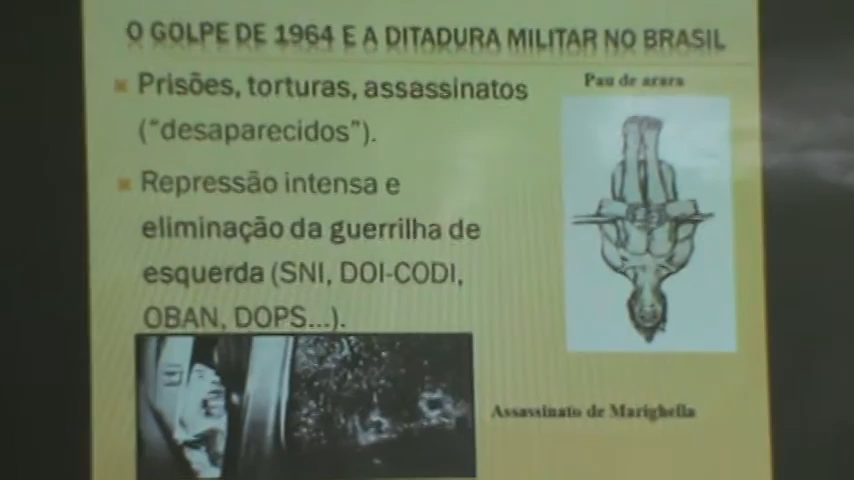 O GOLPE DE 1964 E A DITADURA MILITAR NO BRASIL
Prisões, torturas, assassinatos
("desaparecidos").
Pau de arara
Repressão intensa e
eliminação da guerrilha de
esquerda (SNI, DOI-CODI,
OBAN, DOPS...).
Assassinato de Marighella